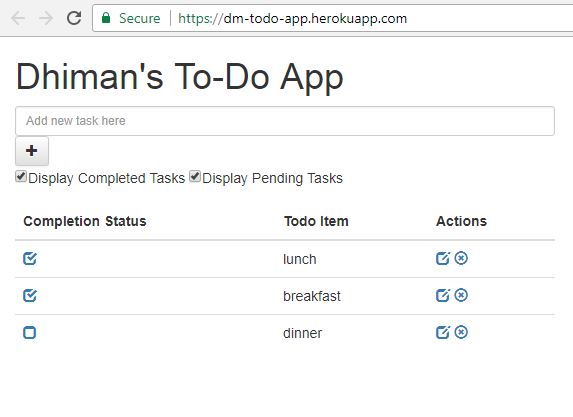 Secure https://dm-todo-app.herokuapp.com
Dhiman's To-Do App
Add new task here
Display Completed Tasks Display Pending Tasks
Completion Status Todo Item Actions
lunch
breakfast
dinner